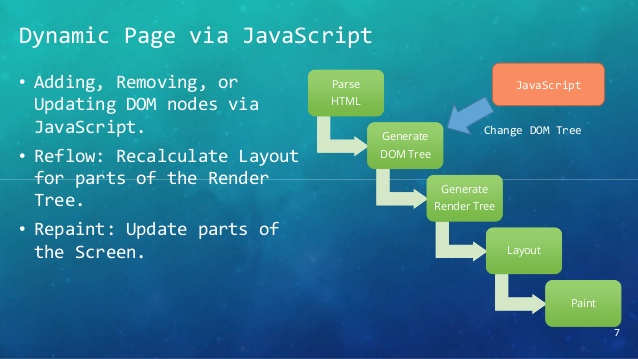 Dynamic Page via JavaScript
• Adding, Removing, or
Updating DOM nodes via
JavaScript.
• Reflow: Recalculate Layout
for parts of the Render
Tree.
• Repaint: Update parts of
the Screen.
Parse
HTML
JavaScript
Change DOM Tree
Generate
DOM Tree
Generate
Render Tree
Layout
Paint
7